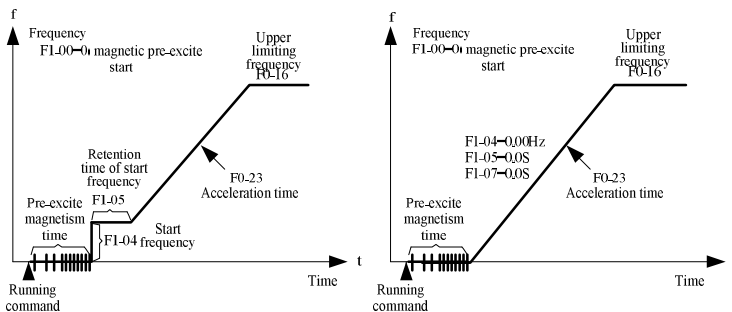 f
Frequency
F1-00=0, magnetic pre-excite
start
Upper
limiting
frequency
F0-16
Retention
time of start
frequency
F1-05
F0-23
Acceleration time
Pre-excite
magnetism
time
F1-04
Start
frequency
t
Time
Running
command
f
Frequency
F1-00=0, magnetic pre-excite
start
Upper
limiting
frequency
F0-16
F1-04=0.00Hz
F1-05=0.0S
F1-07=0.0S
F0-23
Acceleration time
Pre-excite
magnetism
time
Time
Running
command